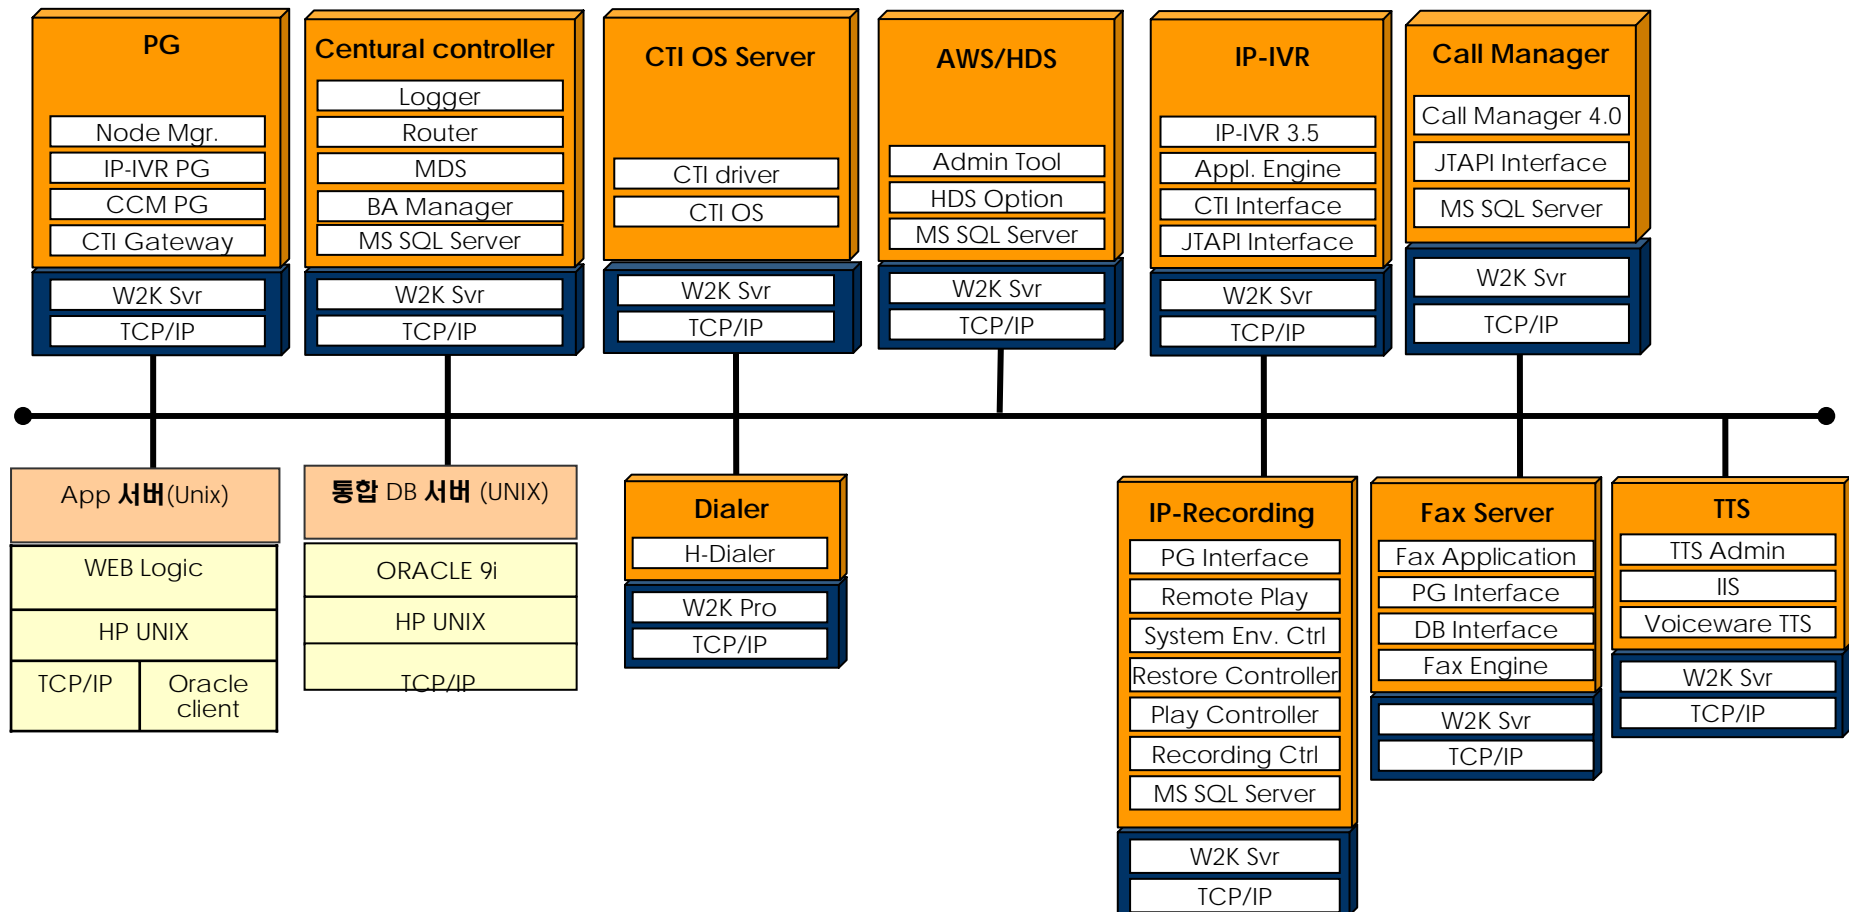 PG
Node Mgr.
IP-IVR PG
CCM PG
CTI Gateway
W2K Svr
TCP/IP
Centural controller
Logger
Router
MDS
BA Manager
MS SQL Server
W2K Svr
TCP/IP
CTI OS Server
CTI driver
CTI OS
W2K Svr
TCP/IP
AWS/HDS
Admin Tool
HDS Option
MS SQL Server
W2K Svr
TCP/IP
IP-IVR
IP-IVR 3.5
Appl. Engine
CTI Interface
JTAPI Interface
W2K Svr
TCP/IP
Call Manager
Call Manager 4.0
JTAPI Interface
MS SQL Server
W2K Svr
TCP/IP
App 서버(Unix)
WEB Logic
HP UNIX
TCP/IP
Oracle
client
통합 DB 서버 (UNIX)
ORACLE 9i
HP UNIX
TCP/IP
Dialer
H-Dialer
W2K Pro
TCP/IP
IP-Recording
PG Interface
Remote Play
System Env. Ctrl
Restore Controller
Play Controller
Recording Ctrl
MS SQL Server
W2K Svr
TCP/IP
Fax Server
Fax Application
PG Interface
DB Interface
Fax Engine
W2K Svr
TCP/IP
TTS
TTS Admin
IIS
Voiceware TTS
W2K Svr
TCP/IP